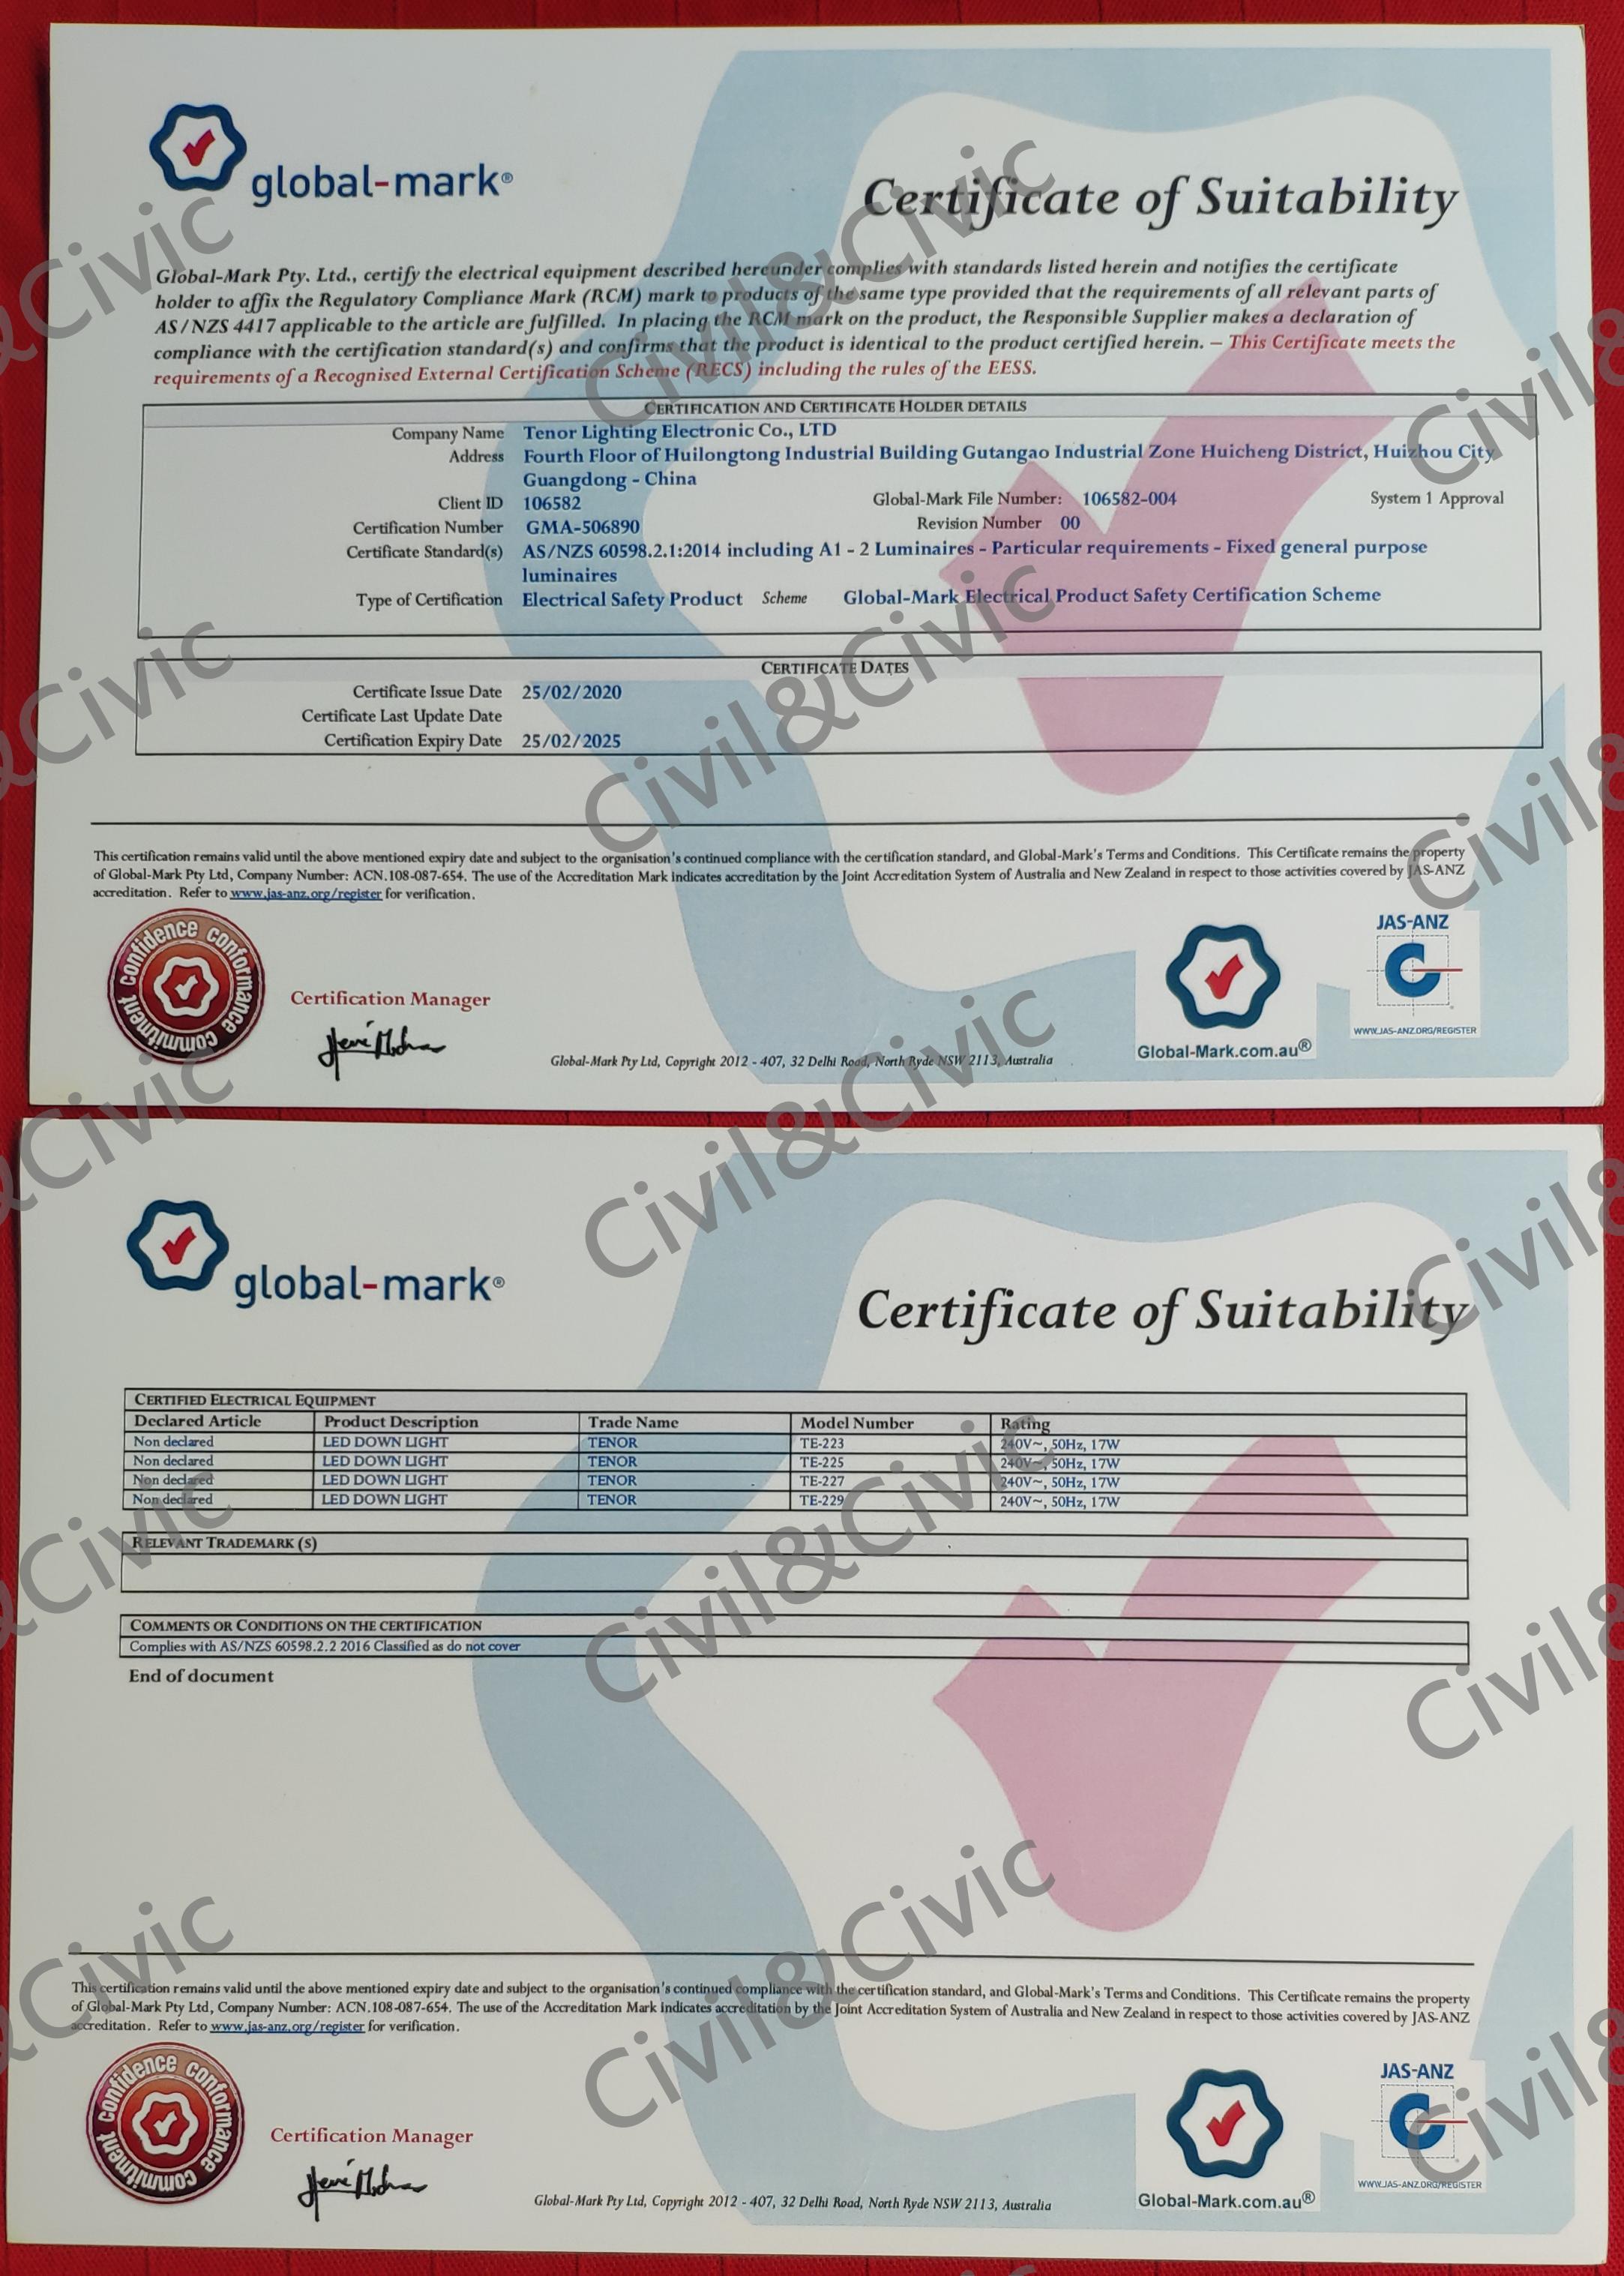 global-mark®
Certificate of Suitability
Global-Mark Pty. Ltd., certify the electrical equipment described hereunder complies with standards listed herein and notifies the certificate
holder to affix the Regulatory Compliance Mark (RCM) mark to products of the same type provided that the requirements of all relevant parts of
AS/NZS 4417 applicable to the article are fulfilled. In placing the RCM mark on the product, the Responsible Supplier makes a declaration of
compliance with the certification standard(s) and confirms that the product is identical to the product certified herein. – This Certificate meets the
requirements of a Recognised External Certification Scheme (RECS) including the rules of the EESS.
CERTIFICATION AND CERTIFICATE HOLDER DETAILS
Company Name Tenor Lighting Electronic Co., LTD
Address Fourth Floor of Huilongtong Industrial Building Gutangao Industrial Zone Huicheng District, Huizhou City
Guangdong - China
Client ID 106582 Global-Mark File Number: 106582-004 System 1 Approval
Certification Number GMA-506890 Revision Number 00
Certificate Standard(s) AS/NZS 60598.2.1:2014 including A1 - 2 Luminaires - Particular requirements - Fixed general purpose
luminaires
Type of Certification Electrical Safety Product Scheme Global-Mark Electrical Product Safety Certification Scheme
CERTIFICATE DATES
Certificate Issue Date 25/02/2020
Certificate Last Update Date
Certification Expiry Date 25/02/2025
This certification remains valid until the above mentioned expiry date and subject to the organisation's continued compliance with the certification standard, and Global-Mark's Terms and Conditions. This Certificate remains the property
of Global-Mark Pty Ltd, Company Number: ACN.108-087-654. The use of the Accreditation Mark indicates accreditation by the Joint Accreditation System of Australia and New Zealand in respect to those activities covered by JAS-ANZ
accreditation. Refer to www.jas-anz.org/register for verification.
confidence conformance commitment
Certification Manager
Global-Mark Pty Ltd, Copyright 2012 - 407, 32 Delhi Road, North Ryde NSW 2113, Australia
Global-Mark.com.au®
JAS-ANZ
WWW.JAS-ANZ.ORG/REGISTER
global-mark®
Certificate of Suitability
CERTIFIED ELECTRICAL EQUIPMENT
Declared Article Product Description Trade Name Model Number Rating
Non declared LED DOWN LIGHT TENOR TE-223 240V~, 50Hz, 17W
Non declared LED DOWN LIGHT TENOR TE-225 240V~, 50Hz, 17W
Non declared LED DOWN LIGHT TENOR TE-227 240V~, 50Hz, 17W
Non declared LED DOWN LIGHT TENOR TE-229 240V~, 50Hz, 17W
RELEVANT TRADEMARK (S)
COMMENTS OR CONDITIONS ON THE CERTIFICATION
Complies with AS/NZS 60598.2.2 2016 Classified as do not cover
End of document
This certification remains valid until the above mentioned expiry date and subject to the organisation's continued compliance with the certification standard, and Global-Mark's Terms and Conditions. This Certificate remains the property
of Global-Mark Pty Ltd, Company Number: ACN.108-087-654. The use of the Accreditation Mark indicates accreditation by the Joint Accreditation System of Australia and New Zealand in respect to those activities covered by JAS-ANZ
accreditation. Refer to www.jas-anz.org/register for verification.
confidence conformance commitment
Certification Manager
Global-Mark Pty Ltd, Copyright 2012 - 407, 32 Delhi Road, North Ryde NSW 2113, Australia
Global-Mark.com.au®
JAS-ANZ
WWW.JAS-ANZ.ORG/REGISTER
Civil&Civic